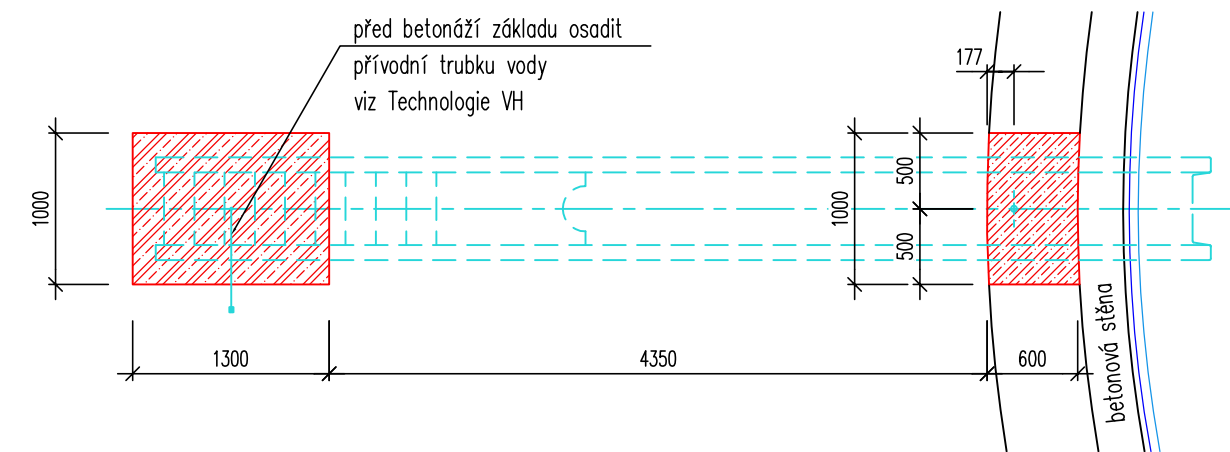 před betonáží základu osadit
přívodní trubku vody
viz Technologie VH
177
1000
1000
500
500
1300
4350
600
betonová stěna